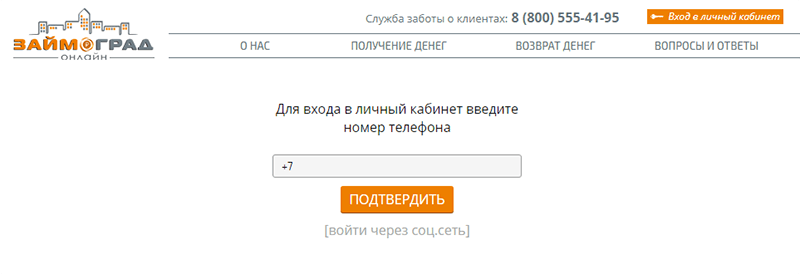 Служба заботы о клиентах: 8 (800) 555-41-95
Вход в личный кабинет
ЗАЙМОГРАД
ОНЛАЙН
О НАС
ПОЛУЧЕНИЕ ДЕНЕГ
ВОЗВРАТ ДЕНЕГ
ВОПРОСЫ И ОТВЕТЫ
Для входа в личный кабинет введите
номер телефона
+7
ПОДТВЕРДИТЬ
[войти через соц.сеть]